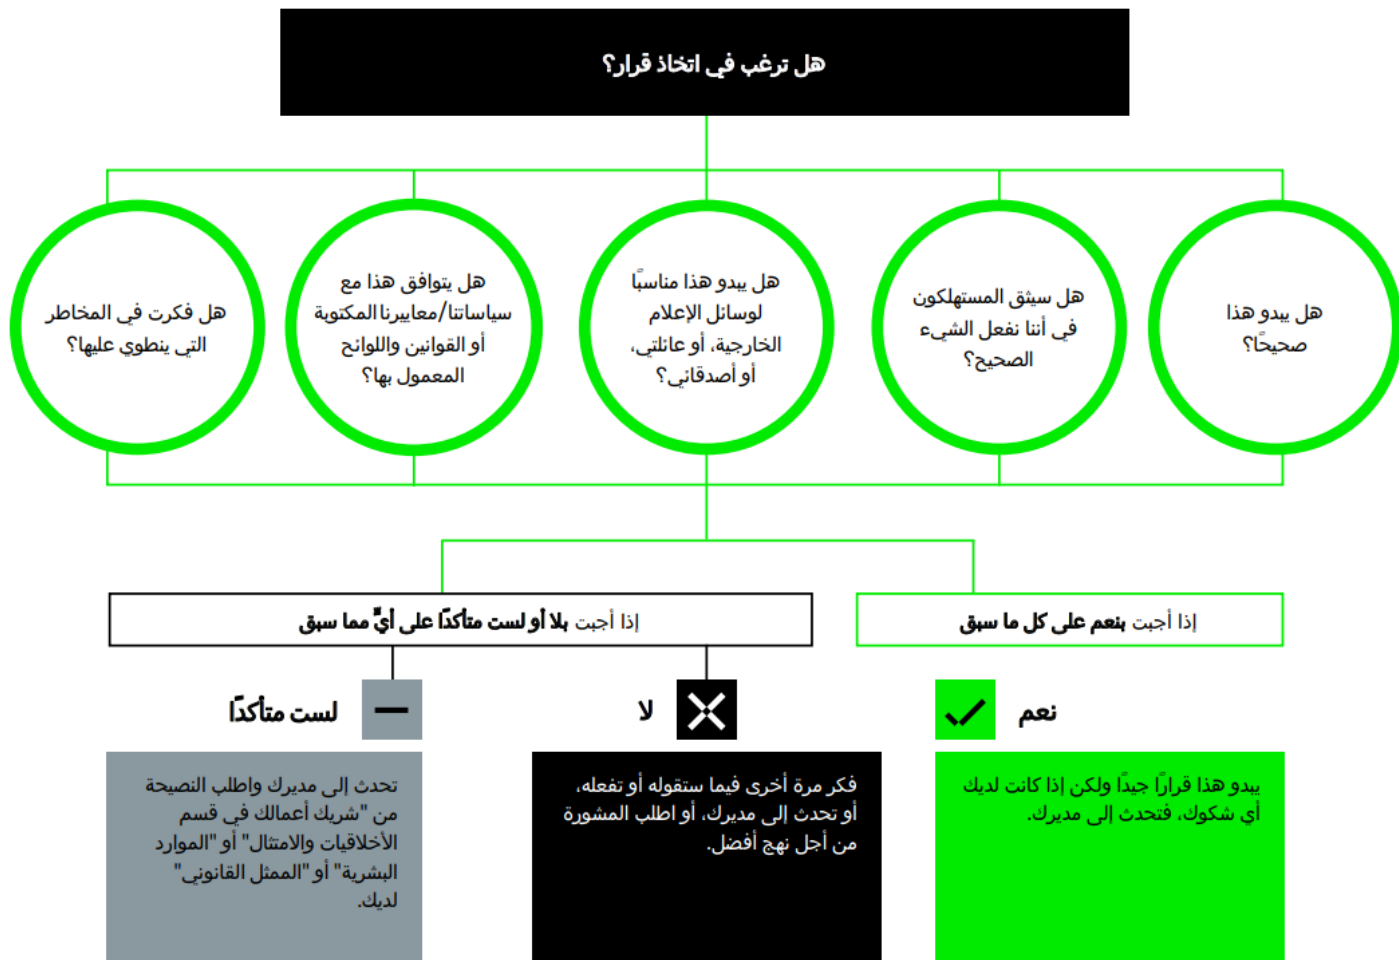 هل ترغب في اتخاذ قرار؟
هل يبدو هذا
صحيحًا؟
هل سيثق المستهلكون
في أننا نفعل الشيء
الصحيح؟
هل يبدو هذا مناسبًا
لوسائل الإعلام
الخارجية، أو عائلتي،
أو أصدقائي؟
هل يتوافق هذا مع
سياساتنا/معاييرنا المكتوبة
أو القوانين واللوائح
المعمول بها؟
هل فكرت في المخاطر
التي ينطوي عليها؟
إذا أجبت بنعم على كل ما سبق
إذا أجبت بلا أو لست متأكدًا على أيٍّ مما سبق
نعم
يبدو هذا قرارًا جيدًا ولكن إذا كانت لديك
أي شكوك، فتحدث إلى مديرك.
لا
فكر مرة أخرى فيما ستقوله أو تفعله،
أو تحدث إلى مديرك، أو اطلب المشورة
من أجل نهج أفضل.
لست متأكدًا
تحدث إلى مديرك واطلب النصيحة
من "شريك أعمالك في قسم
الأخلاقيات والامتثال" أو "الموارد
البشرية" أو "الممثل القانوني"
لديك.